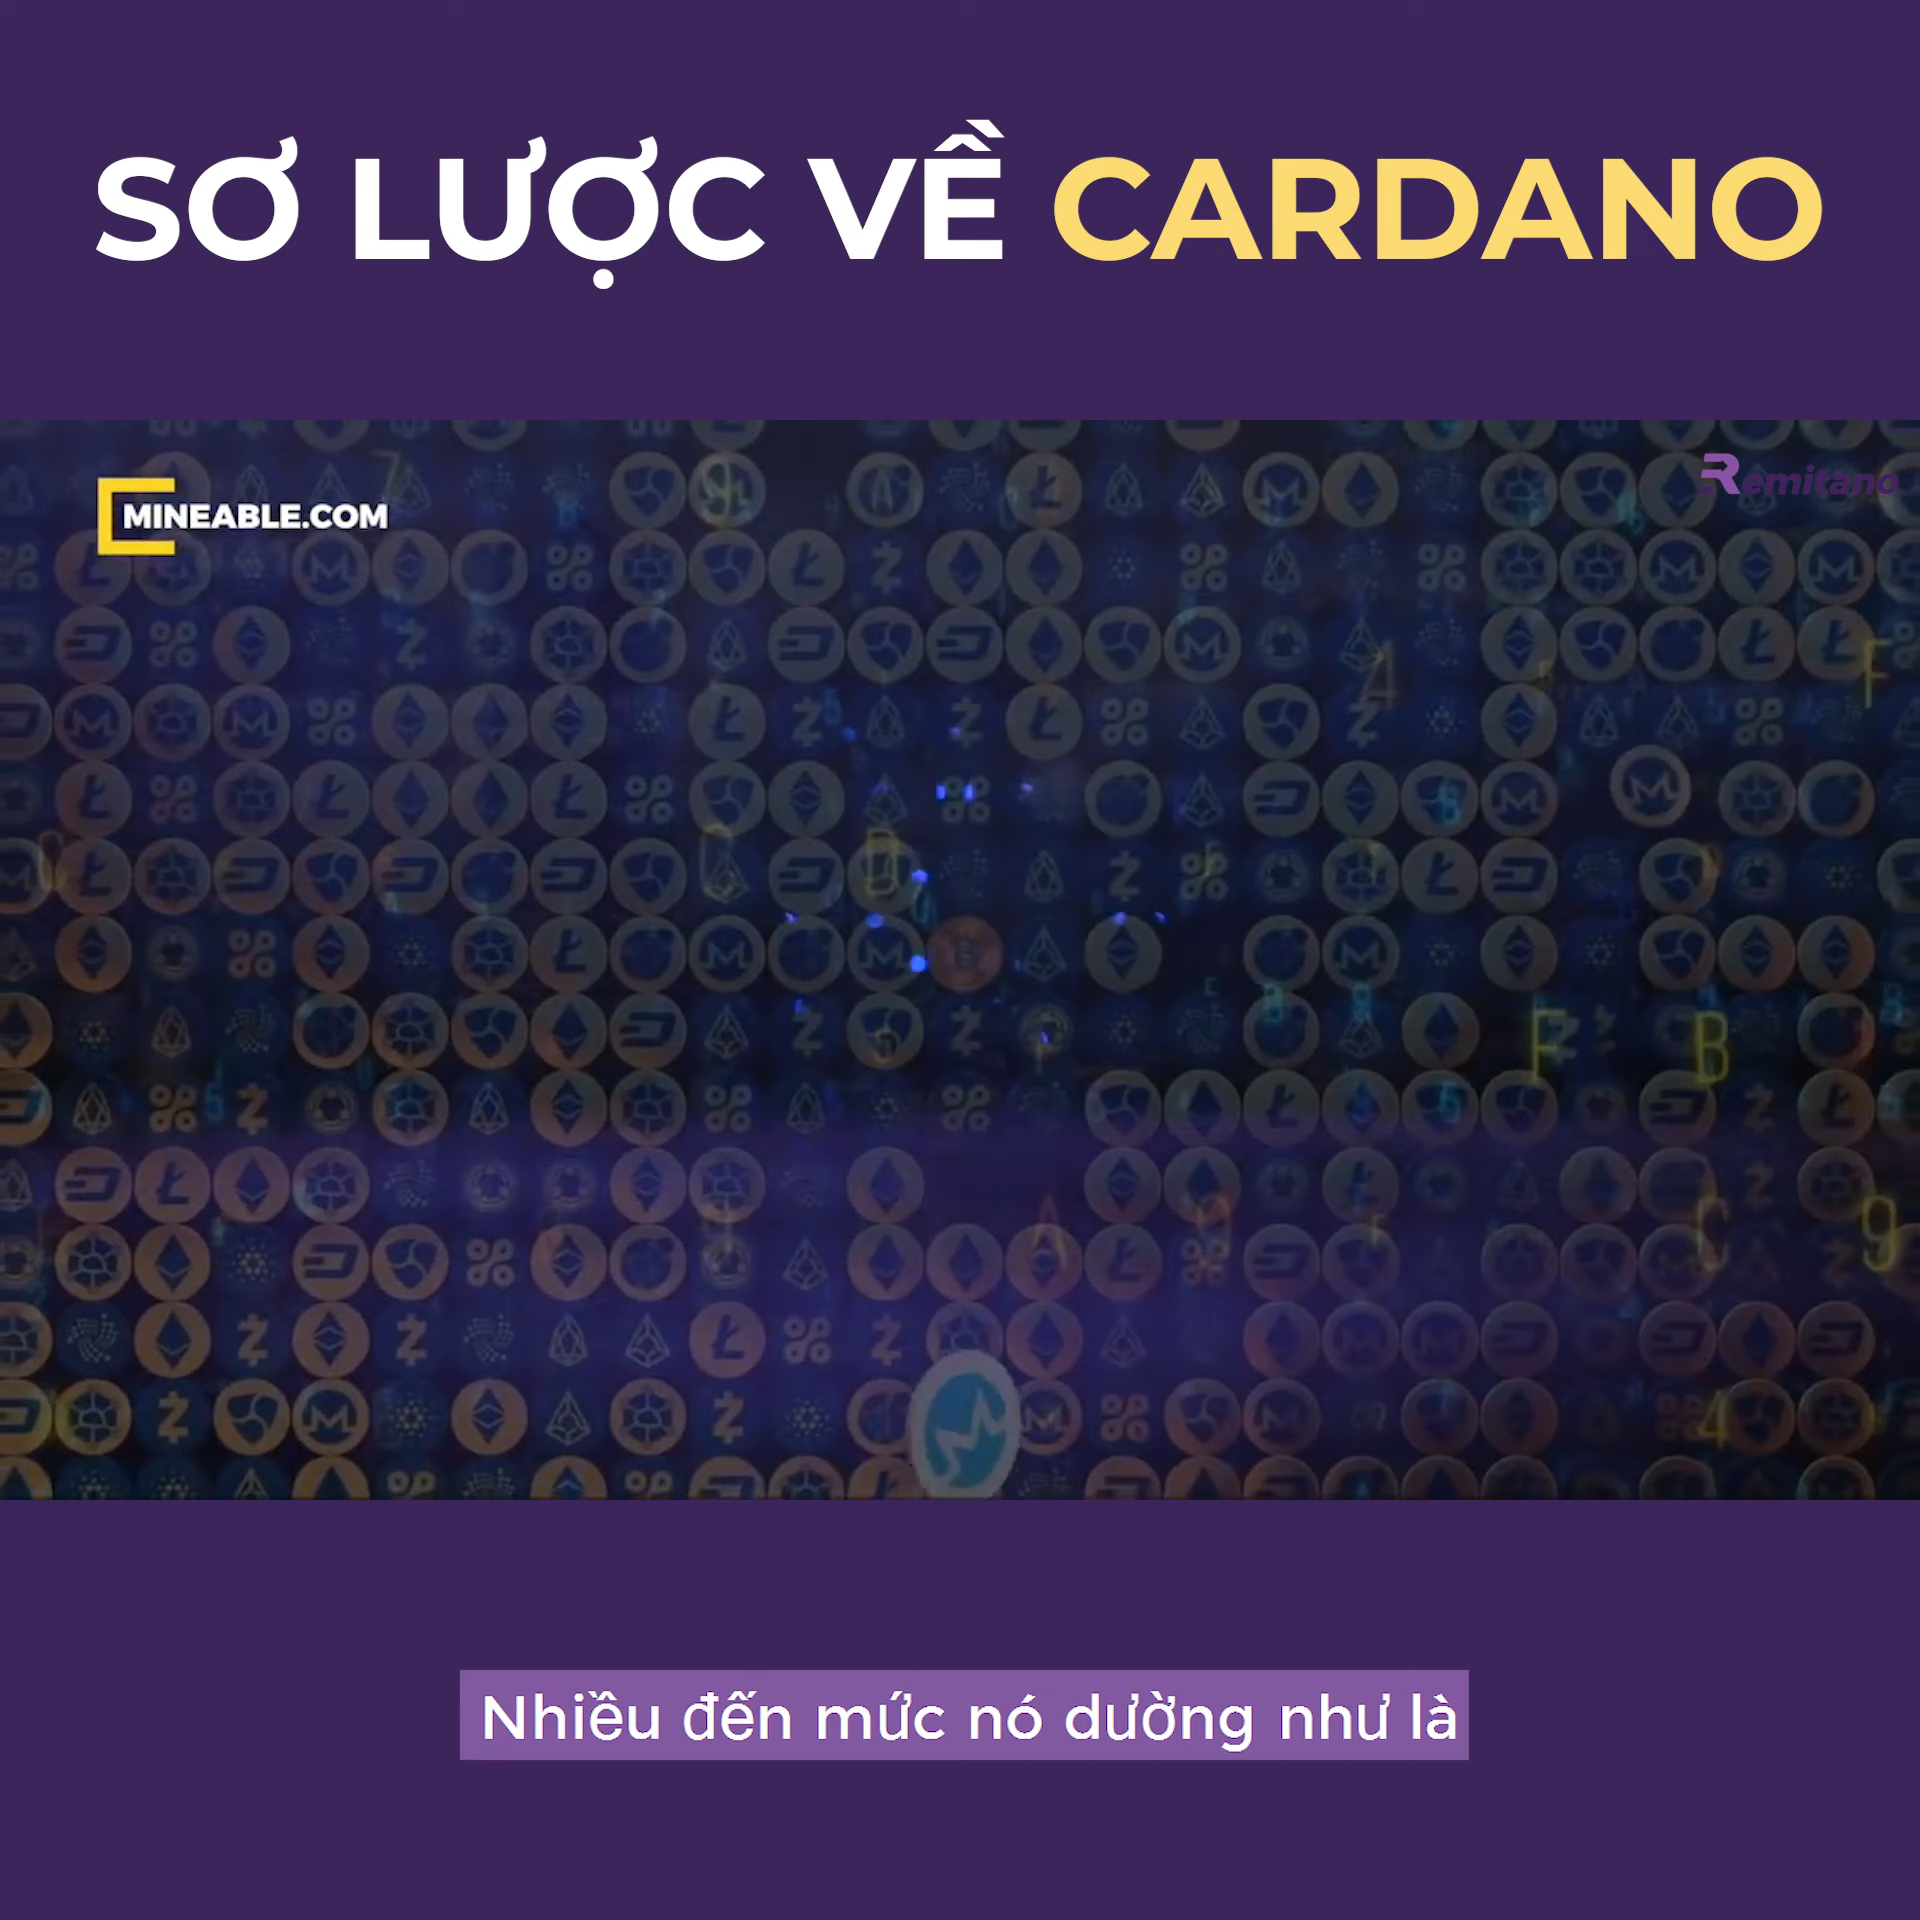 SƠ LƯỢC VỀ CARDANO
MINEABLE.COM
Remitano
Nhiều đến mức nó dường như là